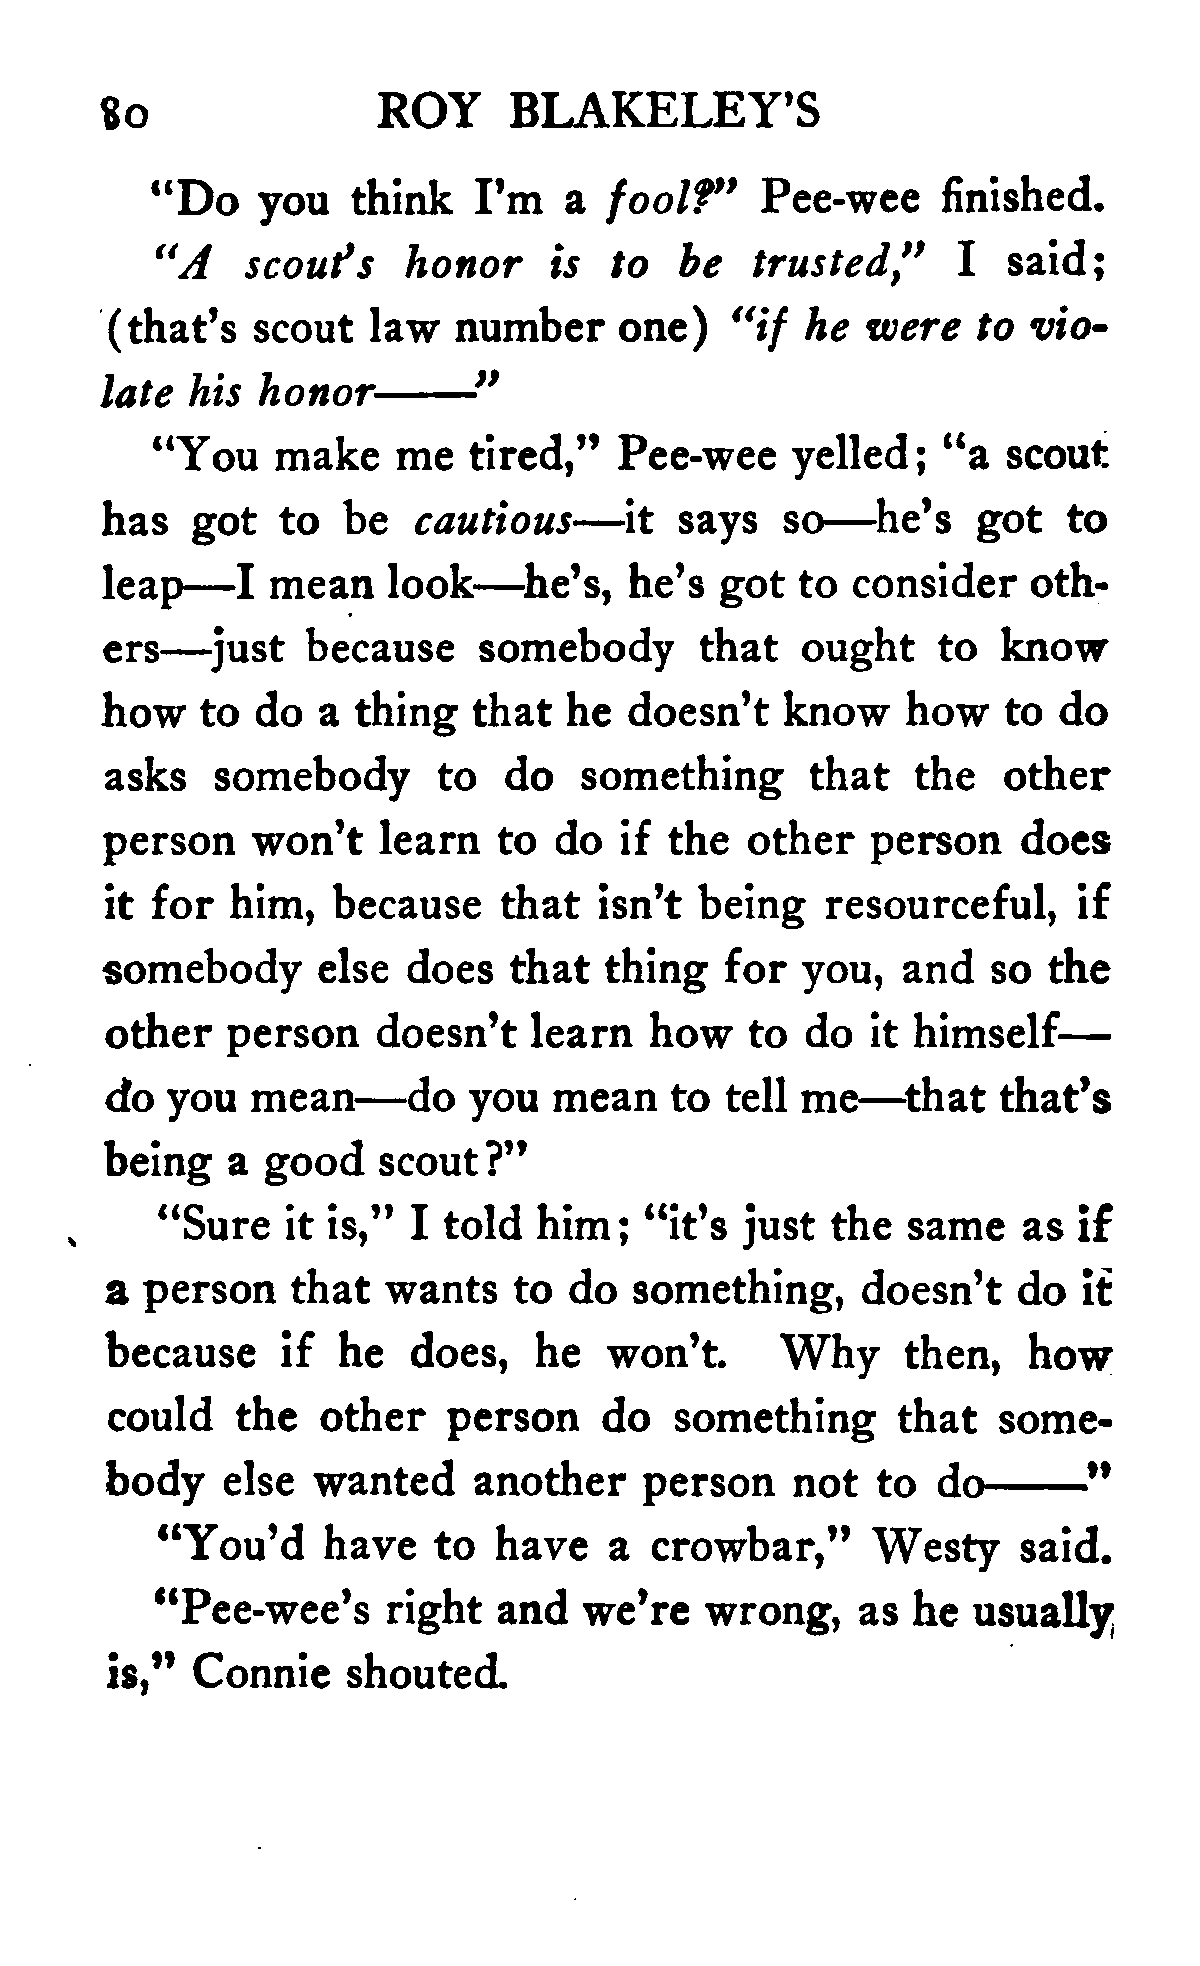 80 ROY BLAKELEY'S
"Do you think I'm a fool?" Pee-wee finished.
"A scout's honor is to be trusted," I said;
(that's scout law number one) "if he were to vio-
late his honor——"
"You make me tired," Pee-wee yelled; "a scout
has got to be cautious—it says so—he's got to
leap—I mean look—he's, he's got to consider oth-
ers—just because somebody that ought to know
how to do a thing that he doesn't know how to do
asks somebody to do something that the other
person won't learn to do if the other person does
it for him, because that isn't being resourceful, if
somebody else does that thing for you, and so the
other person doesn't learn how to do it himself—
do you mean—do you mean to tell me—that that's
being a good scout?"
"Sure it is," I told him; "it's just the same as if
a person that wants to do something, doesn't do it
because if he does, he won't. Why then, how
could the other person do something that some-
body else wanted another person not to do——"
"You'd have to have a crowbar," Westy said.
"Pee-wee's right and we're wrong, as he usually
is," Connie shouted.